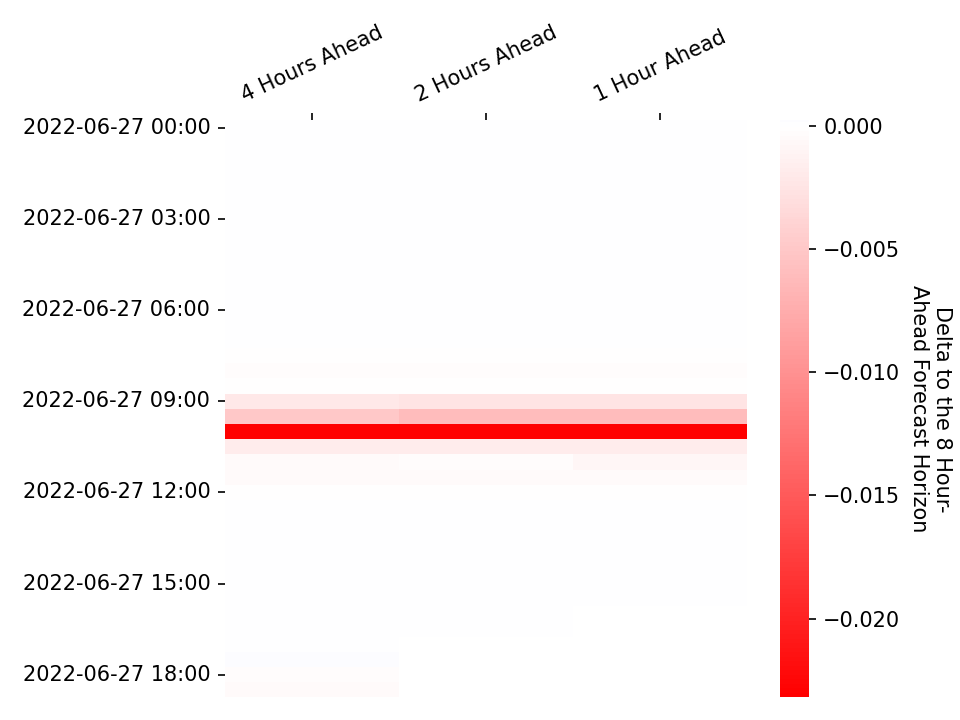 4 Hours Ahead
2 Hours Ahead
1 Hour Ahead
2022-06-27 00:00
2022-06-27 03:00
2022-06-27 06:00
2022-06-27 09:00
2022-06-27 12:00
2022-06-27 15:00
2022-06-27 18:00
0.000
−0.005
−0.010
−0.015
−0.020
Delta to the 8 Hour-
Ahead Forecast Horizon